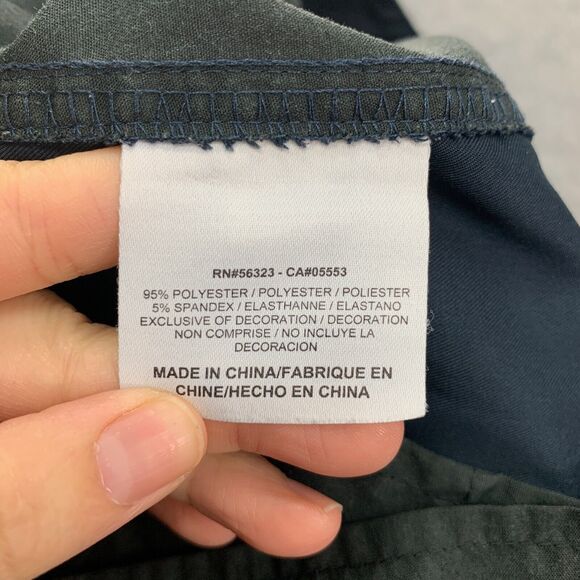 RN#56323 - CA#05553
95% POLYESTER / POLYESTER / POLIESTER
5% SPANDEX / ELASTHANNE / ELASTANO
EXCLUSIVE OF DECORATION / DECORATION
NON COMPRISE / NO INCLUYE LA
DECORACION
MADE IN CHINA/FABRIQUE EN
CHINE/HECHO EN CHINA